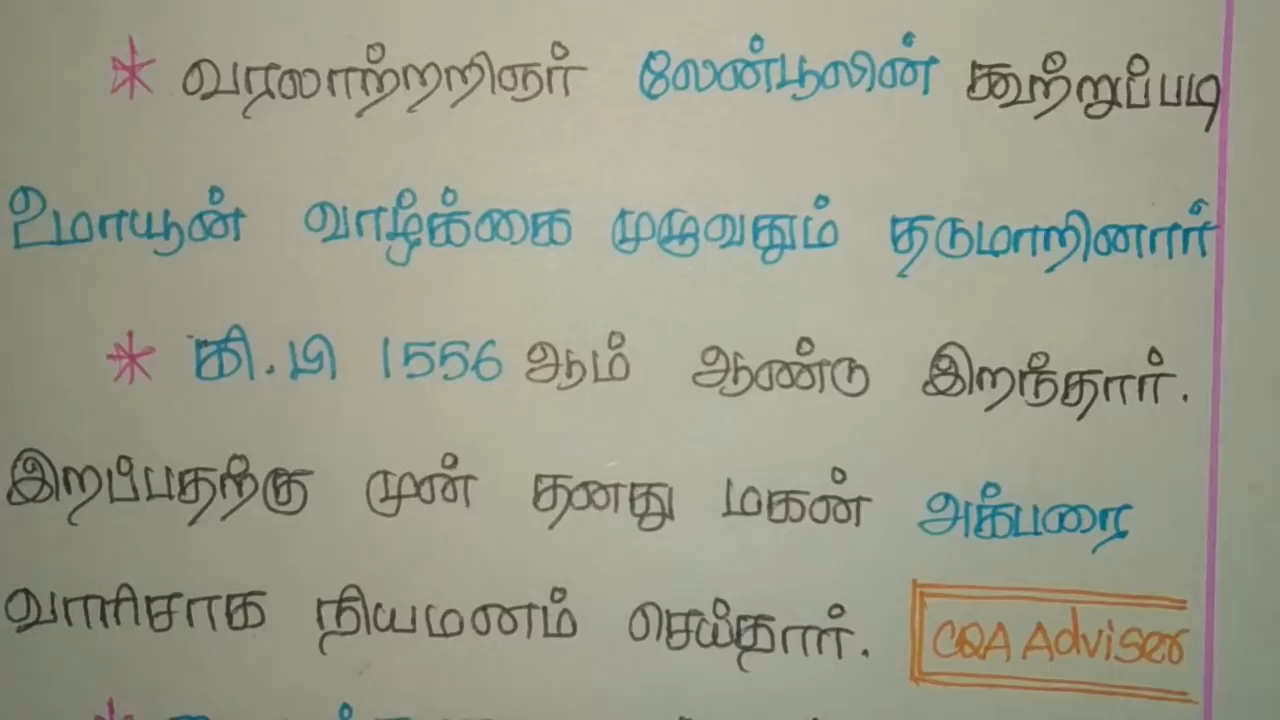 * வரலாற்றறிஞர் லேன்பூலின் கூற்றுப்படி
உமாயூன் வாழ்க்கை முழுவதும் தடுமாறினார்
* கி.பி 1556 ஆம் ஆண்டு இறந்தார்.
இறப்பதற்கு முன் தனது மகன் அக்பரை
வாரிசாக நியமனம் செய்தார்.
CQA Adviser